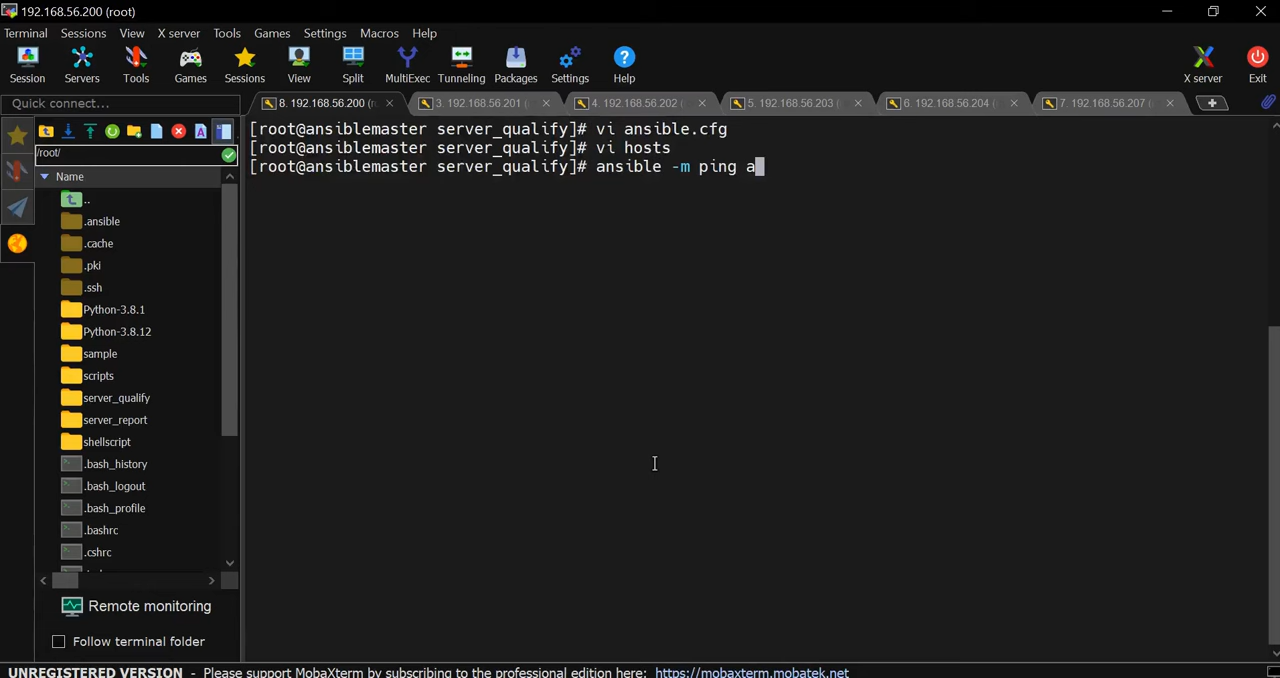 192.168.56.200 (root)
Terminal Sessions View X server Tools Games Settings Macros Help
Session Servers Tools Games Sessions View Split MultiExec Tunneling Packages Settings Help X server Exit
Quick connect...
8. 192.168.56.200 (r 3. 192.168.56.201 ( 4. 192.168.56.202 ( 5. 192.168.56.203 ( 6. 192.168.56.204 ( 7. 192.168.56.207 (
/root/
Name
..
.ansible
.cache
.pki
.ssh
Python-3.8.1
Python-3.8.12
sample
scripts
server_qualify
server_report
shellscript
.bash_history
.bash_logout
.bash_profile
.bashrc
.cshrc
Remote monitoring
Follow terminal folder
[root@ansiblemaster server_qualify]# vi ansible.cfg
[root@ansiblemaster server_qualify]# vi hosts
[root@ansiblemaster server_qualify]# ansible -m ping a
UNREGISTERED VERSION - Please support MobaXterm by subscribing to the professional edition here: https://mobaxterm.mobatek.net